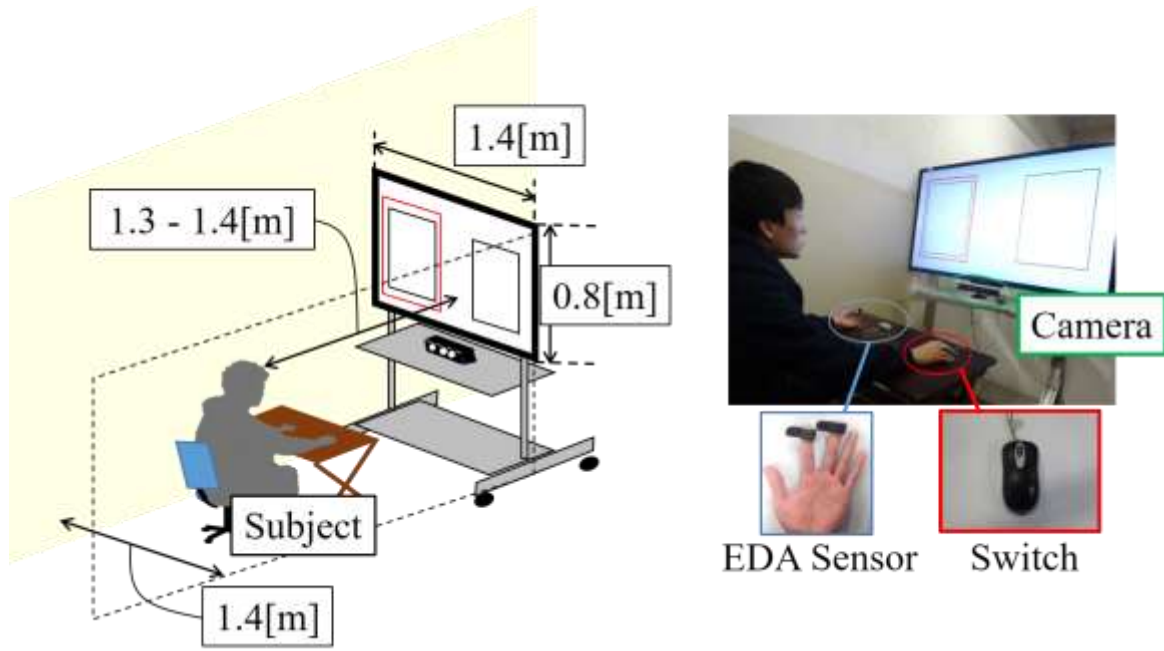 1.4[m]
1.3 - 1.4[m]
0.8[m]
Subject
1.4[m]
Camera
EDA Sensor
Switch